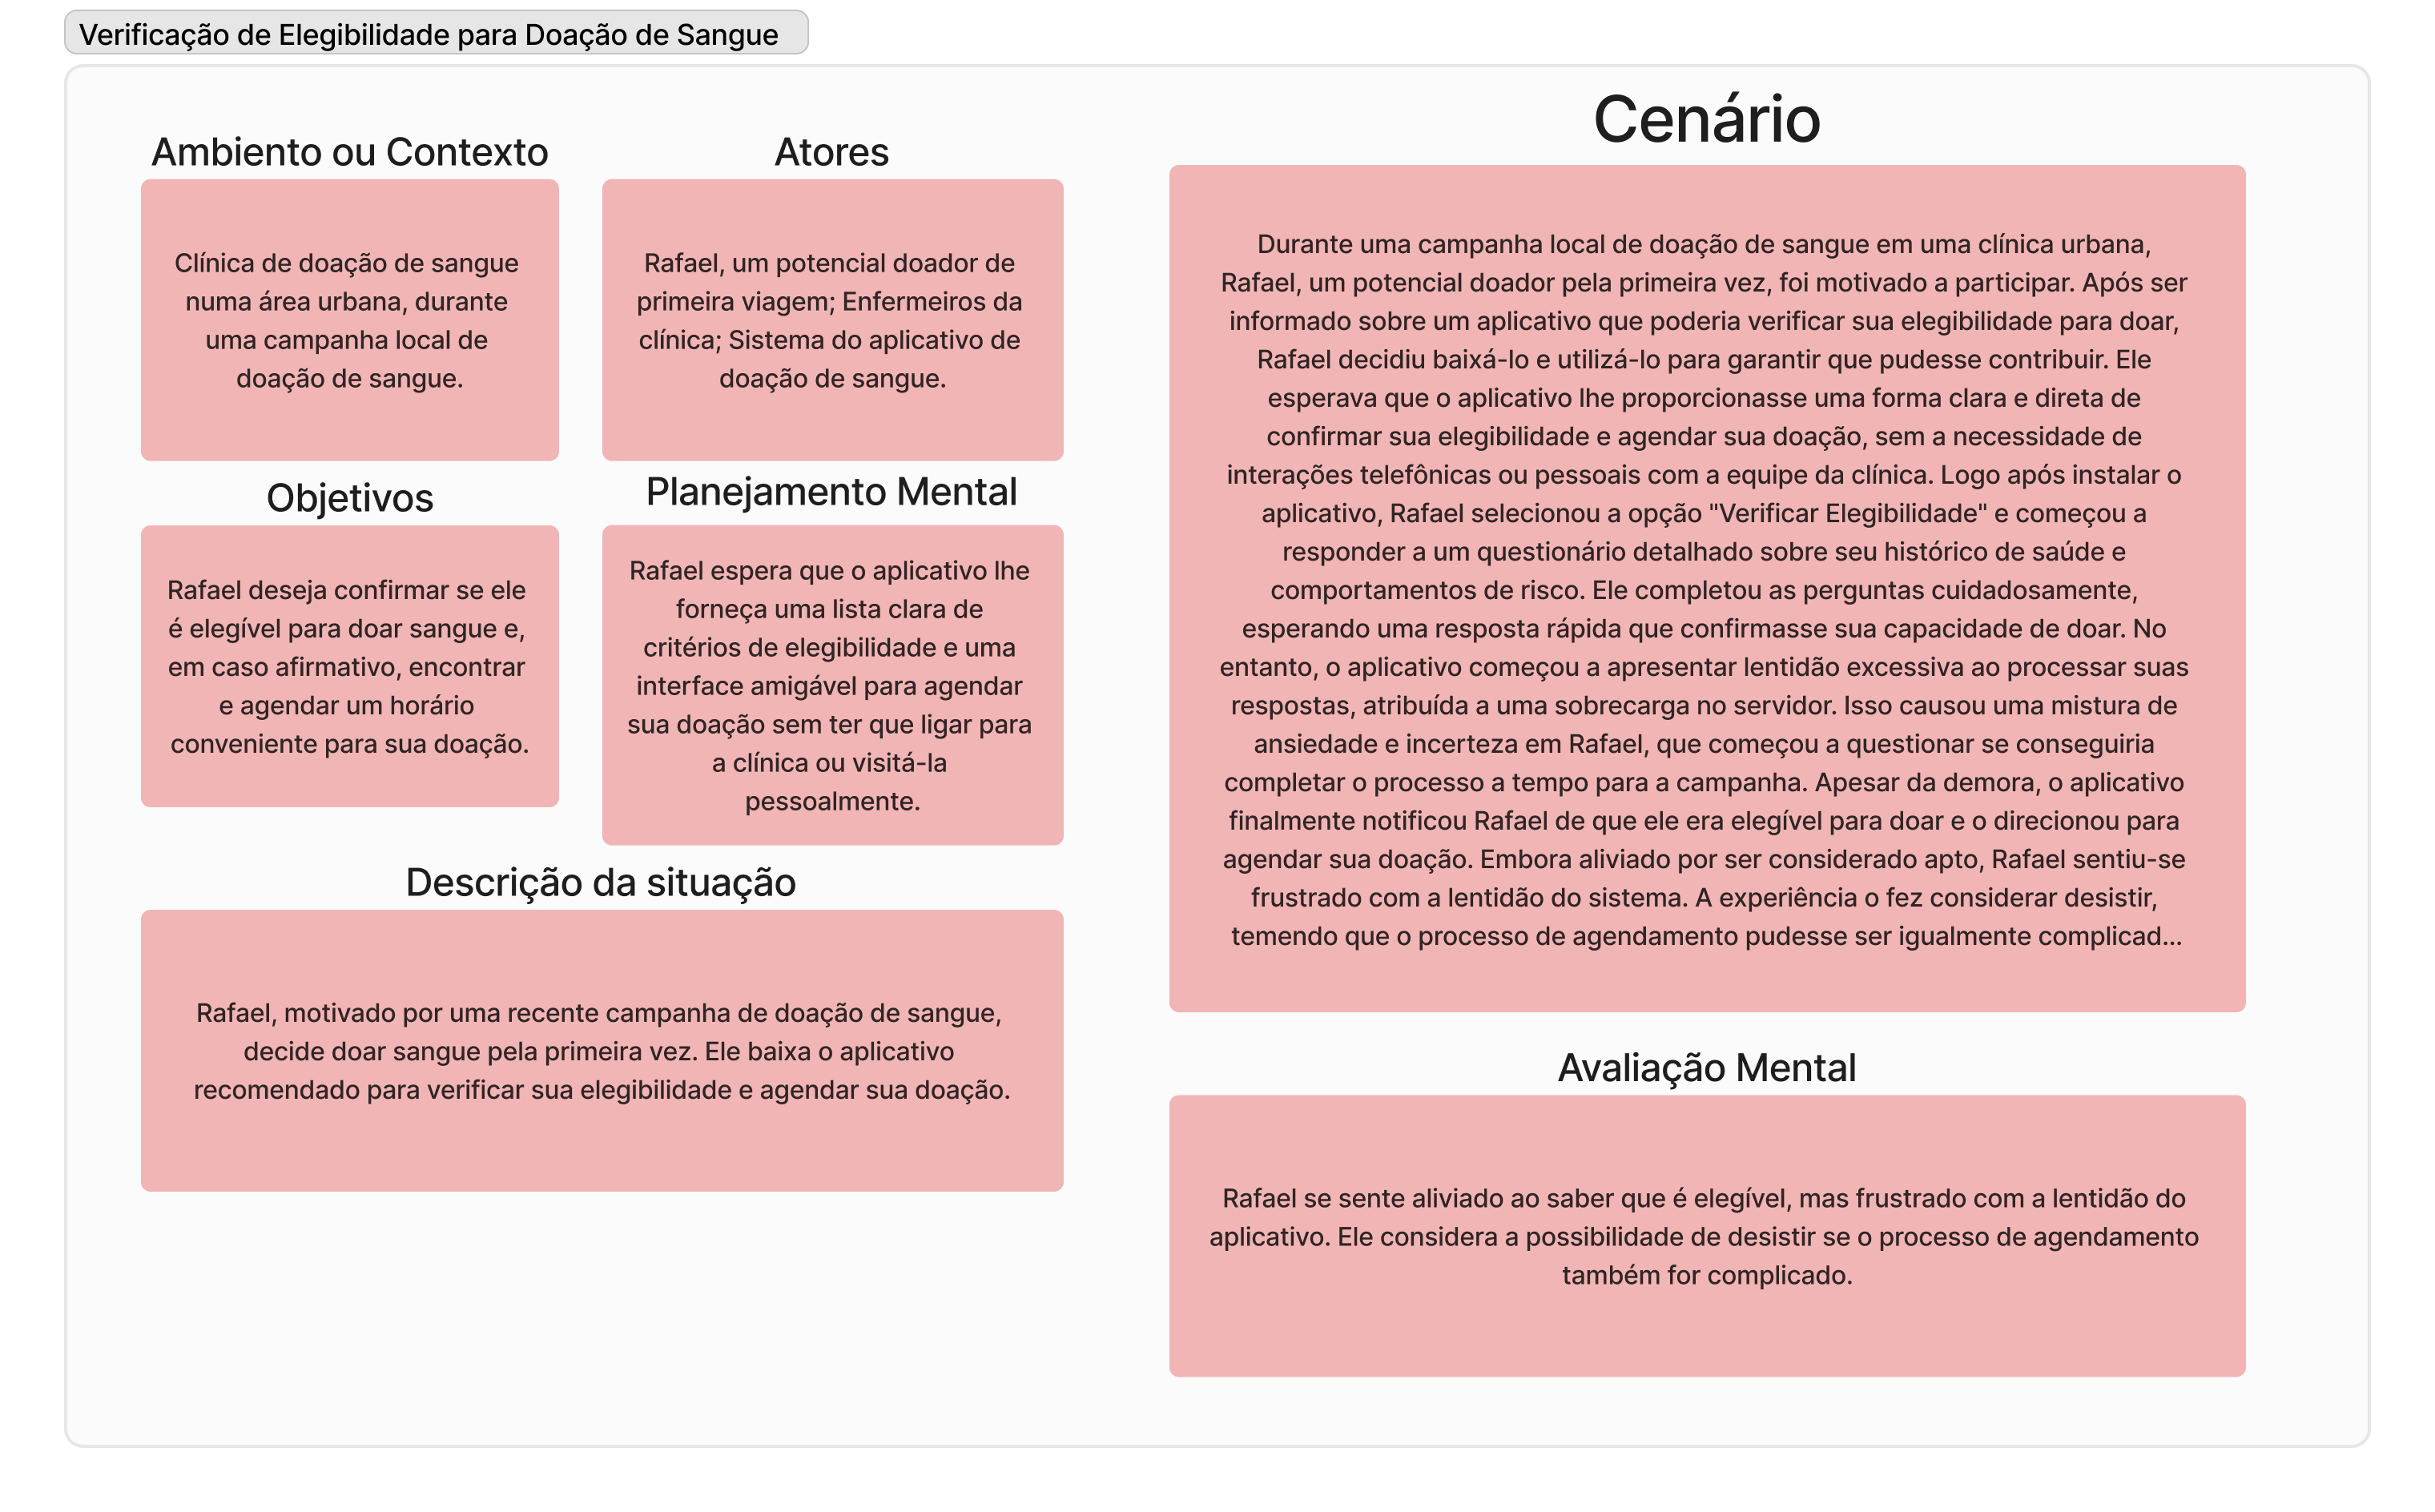 Verificação de Elegibilidade para Doação de Sangue
Ambiento ou Contexto
Clínica de doação de sangue
numa área urbana, durante
uma campanha local de
doação de sangue.
Atores
Rafael, um potencial doador de
primeira viagem; Enfermeiros da
clínica; Sistema do aplicativo de
doação de sangue.
Objetivos
Rafael deseja confirmar se ele
é elegível para doar sangue e,
em caso afirmativo, encontrar
e agendar um horário
conveniente para sua doação.
Planejamento Mental
Rafael espera que o aplicativo lhe
forneça uma lista clara de
critérios de elegibilidade e uma
interface amigável para agendar
sua doação sem ter que ligar para
a clínica ou visitá-la
pessoalmente.
Descrição da situação
Rafael, motivado por uma recente campanha de doação de sangue,
decide doar sangue pela primeira vez. Ele baixa o aplicativo
recomendado para verificar sua elegibilidade e agendar sua doação.
Cenário
Durante uma campanha local de doação de sangue em uma clínica urbana,
Rafael, um potencial doador pela primeira vez, foi motivado a participar. Após ser
informado sobre um aplicativo que poderia verificar sua elegibilidade para doar,
Rafael decidiu baixá-lo e utilizá-lo para garantir que pudesse contribuir. Ele
esperava que o aplicativo lhe proporcionasse uma forma clara e direta de
confirmar sua elegibilidade e agendar sua doação, sem a necessidade de
interações telefônicas ou pessoais com a equipe da clínica. Logo após instalar o
aplicativo, Rafael selecionou a opção "Verificar Elegibilidade" e começou a
responder a um questionário detalhado sobre seu histórico de saúde e
comportamentos de risco. Ele completou as perguntas cuidadosamente,
esperando uma resposta rápida que confirmasse sua capacidade de doar. No
entanto, o aplicativo começou a apresentar lentidão excessiva ao processar suas
respostas, atribuída a uma sobrecarga no servidor. Isso causou uma mistura de
ansiedade e incerteza em Rafael, que começou a questionar se conseguiria
completar o processo a tempo para a campanha. Apesar da demora, o aplicativo
finalmente notificou Rafael de que ele era elegível para doar e o direcionou para
agendar sua doação. Embora aliviado por ser considerado apto, Rafael sentiu-se
frustrado com a lentidão do sistema. A experiência o fez considerar desistir,
temendo que o processo de agendamento pudesse ser igualmente complicad...
Avaliação Mental
Rafael se sente aliviado ao saber que é elegível, mas frustrado com a lentidão do
aplicativo. Ele considera a possibilidade de desistir se o processo de agendamento
também for complicado.